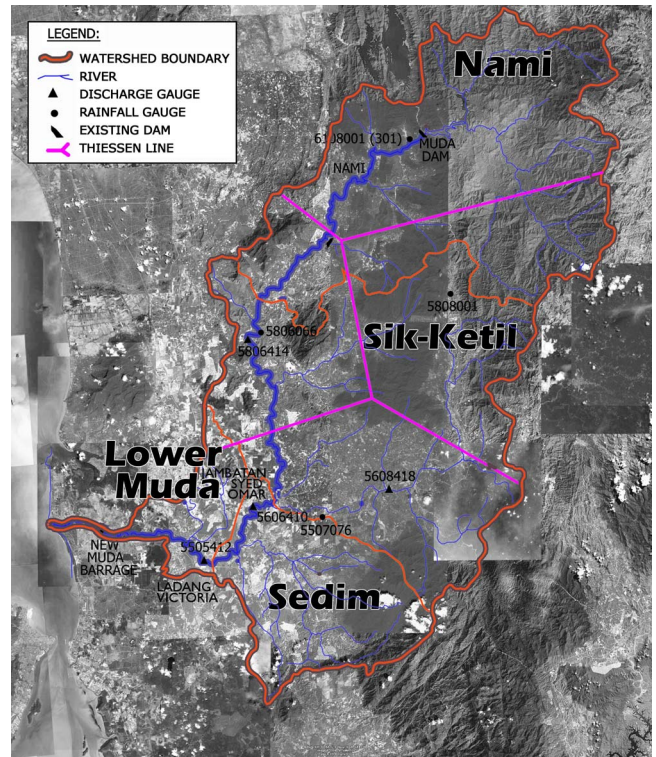 LEGEND:
WATERSHED BOUNDARY
RIVER
DISCHARGE GAUGE
RAINFALL GAUGE
EXISTING DAM
THIESSEN LINE
Nami
6108001 (301)
MUDA
DAM
NAMI
5808001
5806066
Sik-Ketil
5806414
Lower
Muda
JAMBATAN
SYED
OMAR
5608418
5606410
5507076
NEW
MUDA
BARRAGE
5505412
LADANG
VICTORIA
Sedim